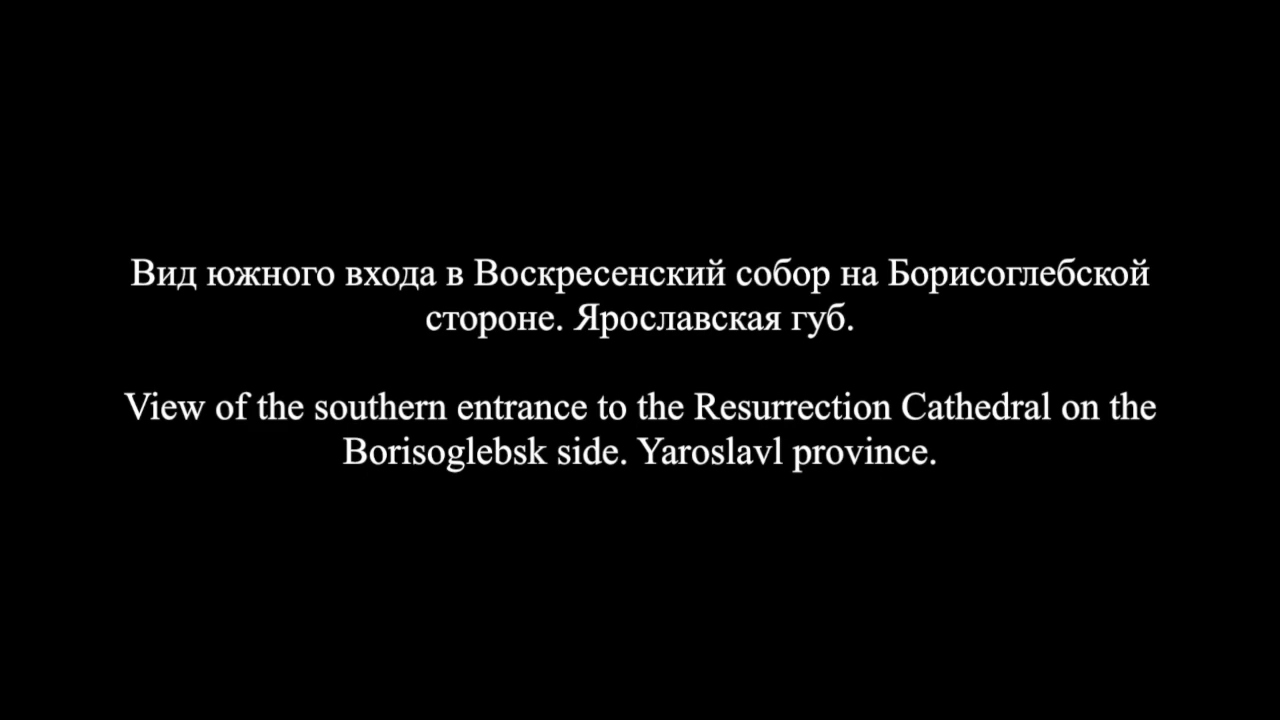 Вид южного входа в Воскресенский собор на Борисоглебской
стороне. Ярославская губ.
View of the southern entrance to the Resurrection Cathedral on the
Borisoglebsk side. Yaroslavl province.